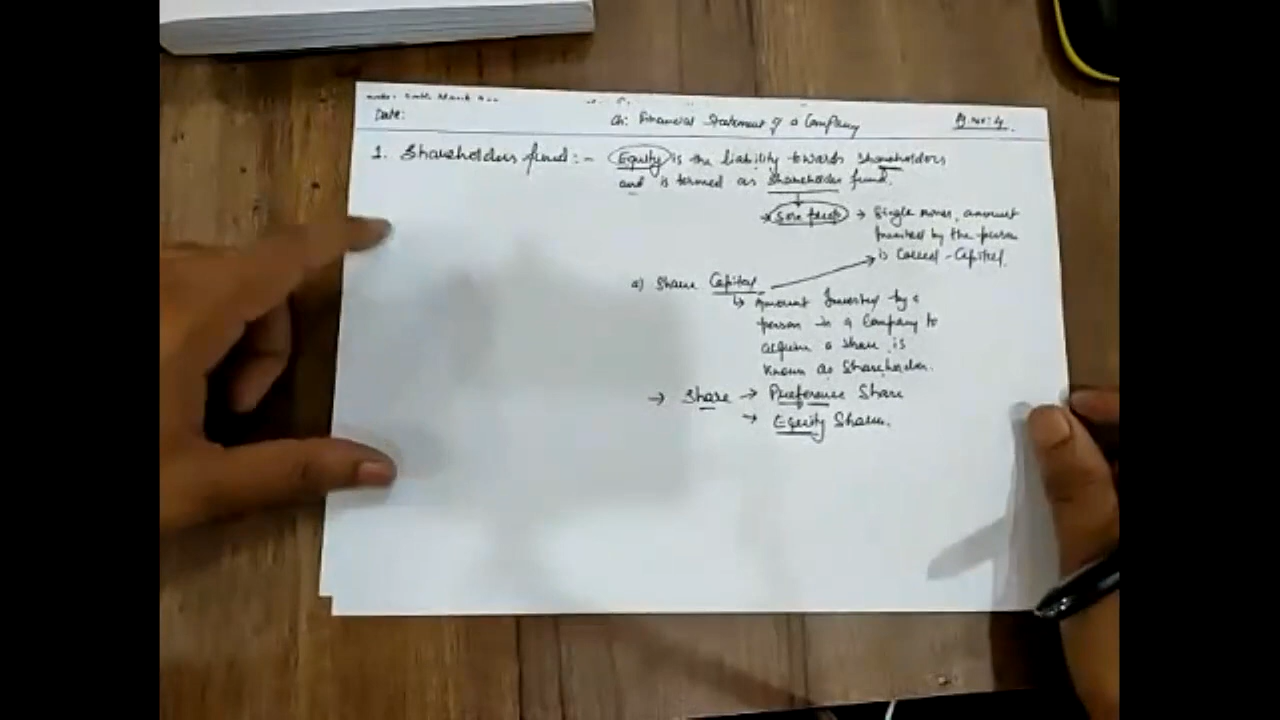 Date:
Ch: Financial Statement of a Company
Pg. no: 4.
1. Shareholders fund :- Equity is the liability towards shareholders
and is termed as Shareholder fund.
→ Single owner, amount
invested by the person
is called - Capital.
a) Share Capital
↳ Amount Invested by a
person in a Company to
acquire a share is
known as Shareholder.
→ Share → Preference Share
→ Equity Share.